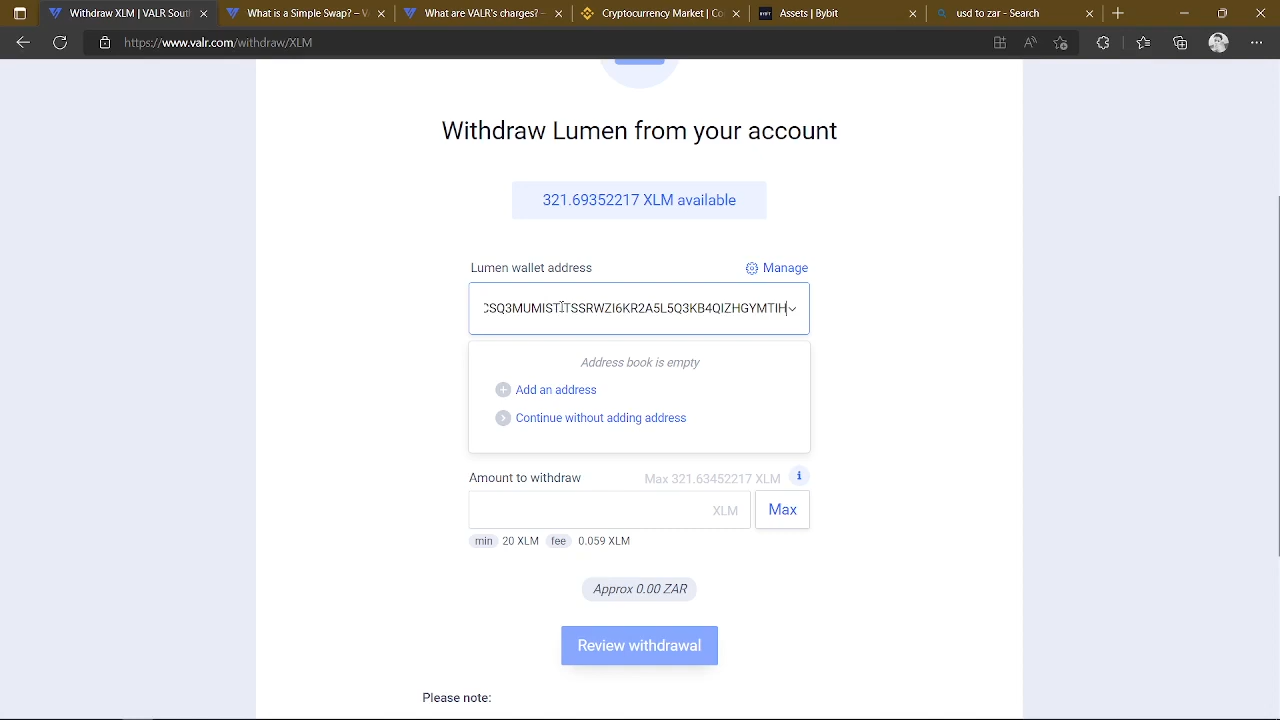 Withdraw XLM | VALR Sout
What is a Simple Swap? – V
What are VALR's charges? –
Cryptocurrency Market | Co
Assets | Bybit
usd to zar - Search
https://www.valr.com/withdraw/XLM
Withdraw Lumen from your account
321.69352217 XLM available
Lumen wallet address
Manage
Address book is empty
Add an address
Continue without adding address
Amount to withdraw
Max 321.63452217 XLM
XLM
Max
min 20 XLM fee 0.059 XLM
Approx 0.00 ZAR
Review withdrawal
Please note: